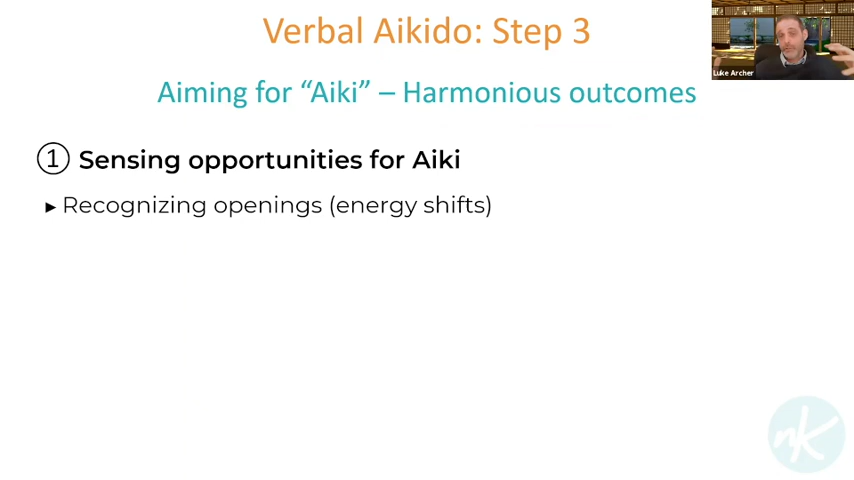 Verbal Aikido: Step 3
Luke Archer
Aiming for “Aiki” – Harmonious outcomes
① Sensing opportunities for Aiki
▸ Recognizing openings (energy shifts)
nk